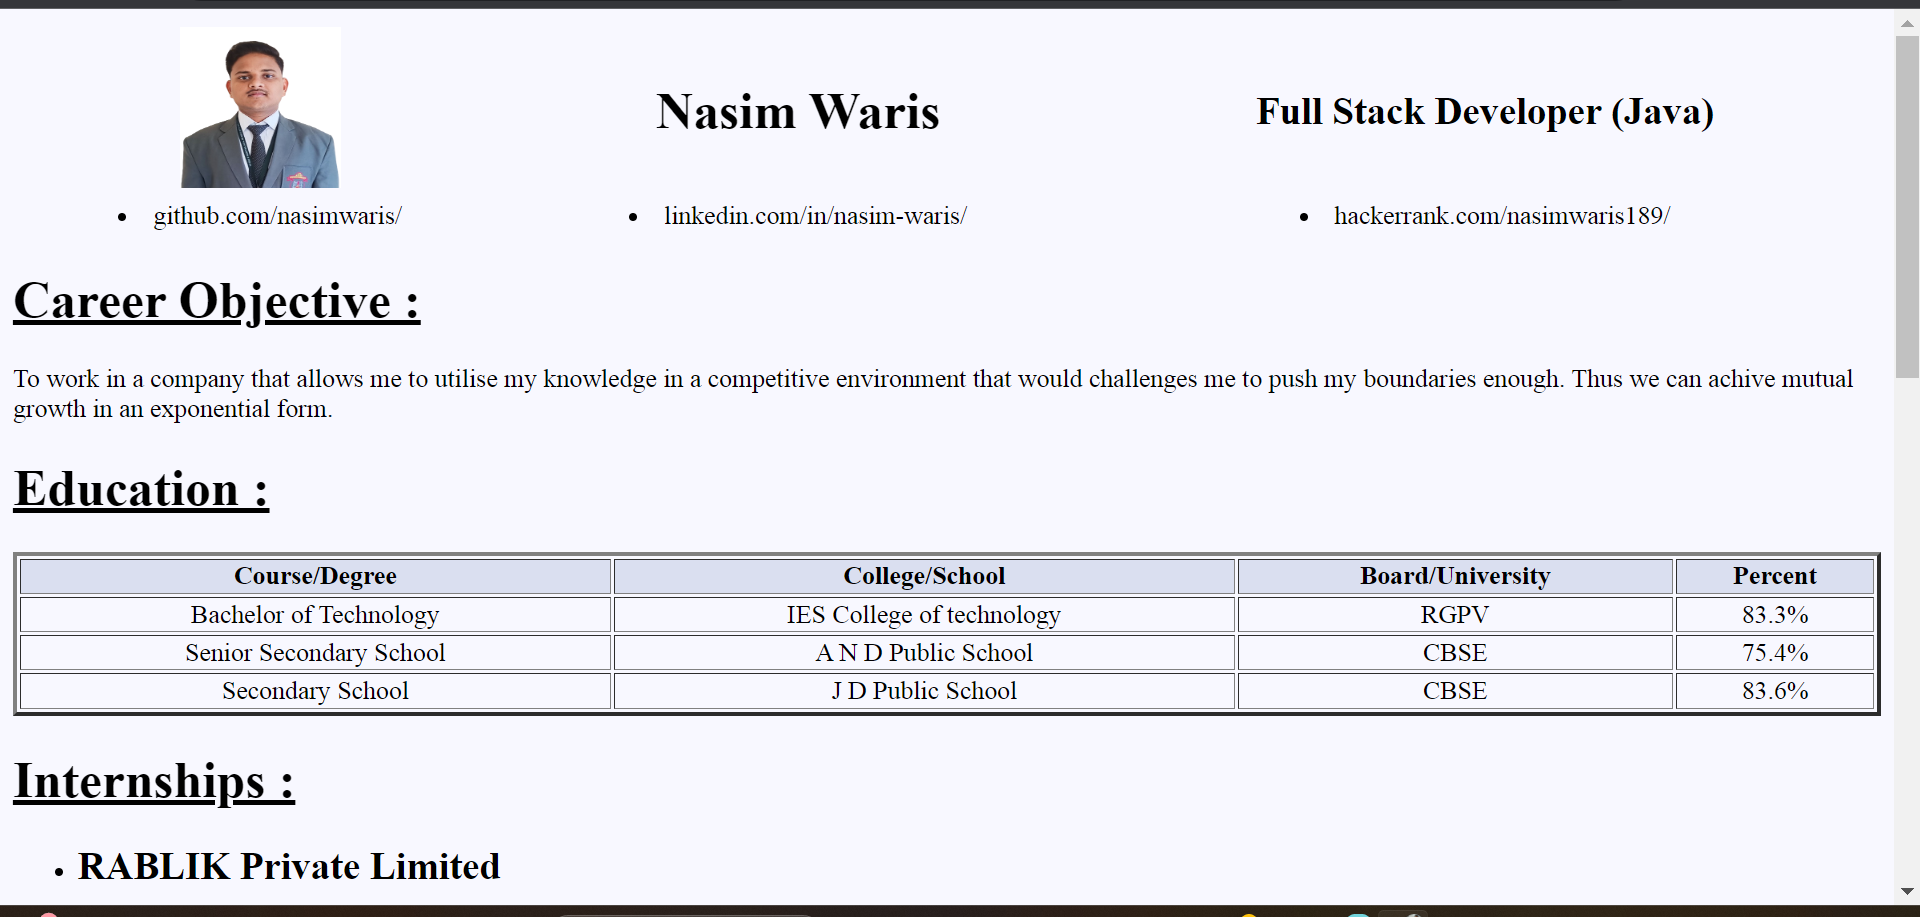 Nasim Waris
Full Stack Developer (Java)
• github.com/nasimwaris/
• linkedin.com/in/nasim-waris/
• hackerrank.com/nasimwaris189/
Career Objective :
To work in a company that allows me to utilise my knowledge in a competitive environment that would challenges me to push my boundaries enough. Thus we can achive mutual
growth in an exponential form.
Education :
Course/Degree College/School Board/University Percent
Bachelor of Technology IES College of technology RGPV 83.3%
Senior Secondary School A N D Public School CBSE 75.4%
Secondary School J D Public School CBSE 83.6%
Internships :
• RABLIK Private Limited